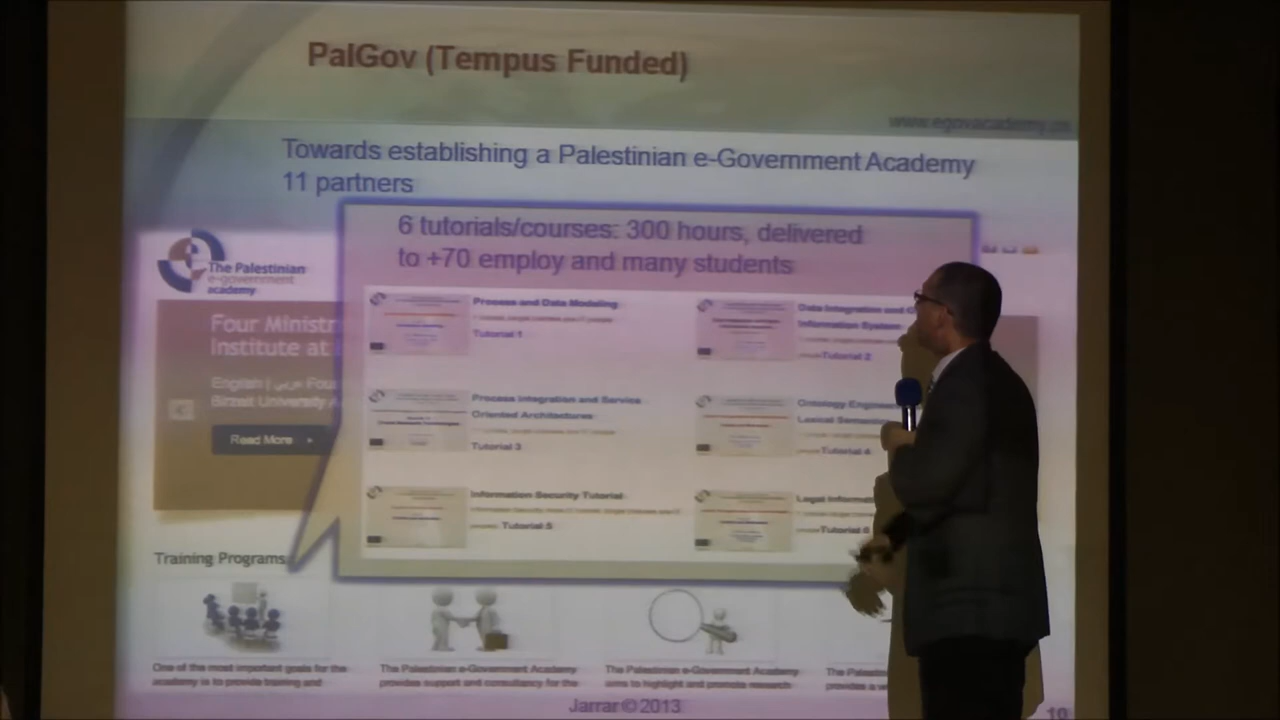 PalGov (Tempus Funded)
www.egovacademy.ps
Towards establishing a Palestinian e-Government Academy
11 partners
6 tutorials/courses: 300 hours, delivered
to +70 employ and many students
The Palestinian
e-government
academy
Four Ministr
Institute at
English | عربي Four
Birzeit University
Read More
Process and Data Modeling
Tutorial 1
Data Integration and
Information System
Tutorial 2
Process Integration and Service
Oriented Architectures
Tutorial 3
Ontology Engine
Lexical Seman
Tutorial 4
Information Security Tutorial
Tutorial 5
Legal Informat
Tutorial 6
Training Programs
One of the most important goals for the
academy is to provide training and
The Palestinian e-Government Academy
provides support and consultancy for the
The Palestinian e-Government Academy
aims to highlight and promote research
The Palest
provides a w
Jarrar © 2013
10